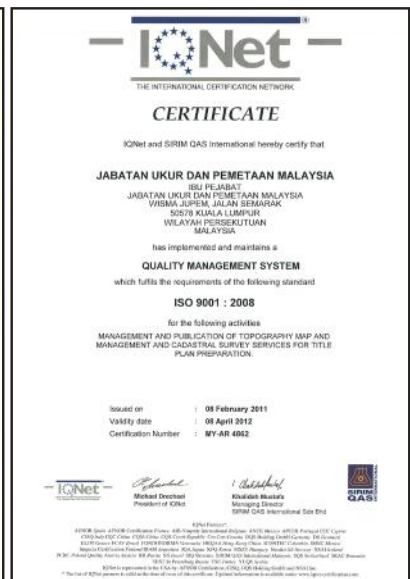 IQNet
®
THE INTERNATIONAL CERTIFICATION NETWORK
CERTIFICATE
IQNet and SIRIM QAS International hereby certify that
JABATAN UKUR DAN PEMETAAN MALAYSIA
IBU PEJABAT
JABATAN UKUR DAN PEMETAAN MALAYSIA
WISMA JUPEM, JALAN SEMARAK
50578 KUALA LUMPUR
WILAYAH PERSEKUTUAN
MALAYSIA
has implemented and maintains a
QUALITY MANAGEMENT SYSTEM
which fulfils the requirements of the following standard
ISO 9001 : 2008
for the following activities
MANAGEMENT AND PUBLICATION OF TOPOGRAPHY MAP AND
MANAGEMENT AND CADASTRAL SURVEY SERVICES FOR TITLE
PLAN PREPARATION.
Issued on : 08 February 2011
Validity date : 08 April 2012
Certification Number : MY-AR 4862
IQNet
Michael Drechsel
President of IQNet
Khalidah Mustafa
Managing Director
SIRIM QAS International Sdn Bhd
SIRIM
QAS
IQNet Partners*: